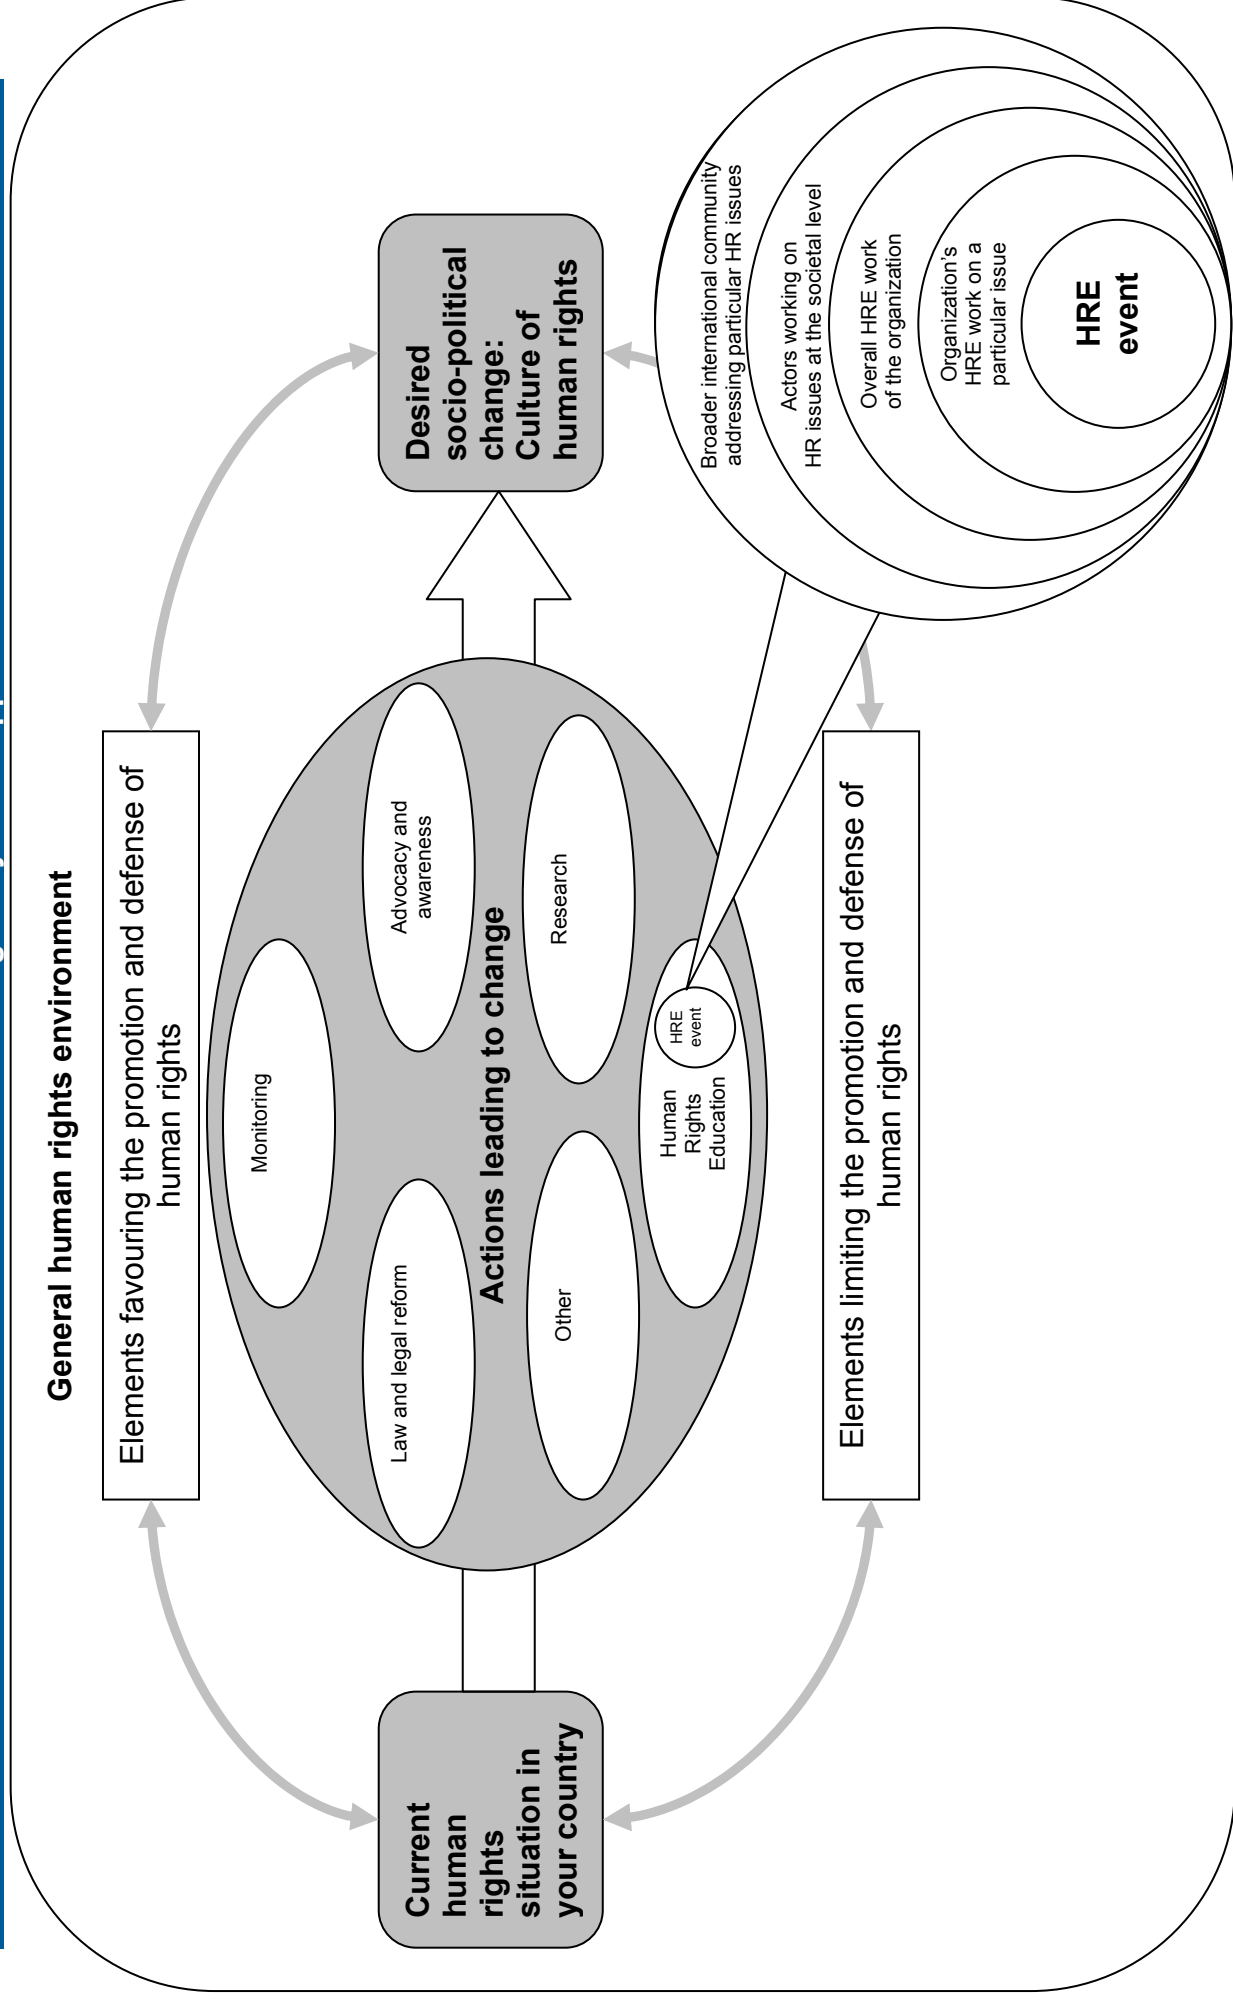 General human rights environment
Elements favouring the promotion and defense of
human rights
Monitoring
Law and legal reform
Advocacy and
awareness
Actions leading to change
Other
Research
Human
Rights
Education
HRE
event
Current
human
rights
situation in
your country
Desired
socio-political
change:
Culture of
human rights
Elements limiting the promotion and defense of
human rights
Broader international community
addressing particular HR issues
Actors working on
HR issues at the societal level
Overall HRE work
of the organization
Organization's
HRE work on a
particular issue
HRE
event